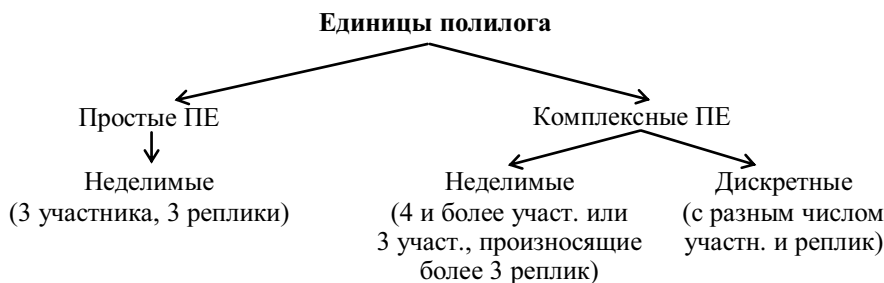 Единицы полилога
Простые ПЕ
Комплексные ПЕ
Неделимые
(3 участника, 3 реплики)
Неделимые
(4 и более участ. или
3 участ., произносящие
более 3 реплик)
Дискретные
(с разным числом
участн. и реплик)